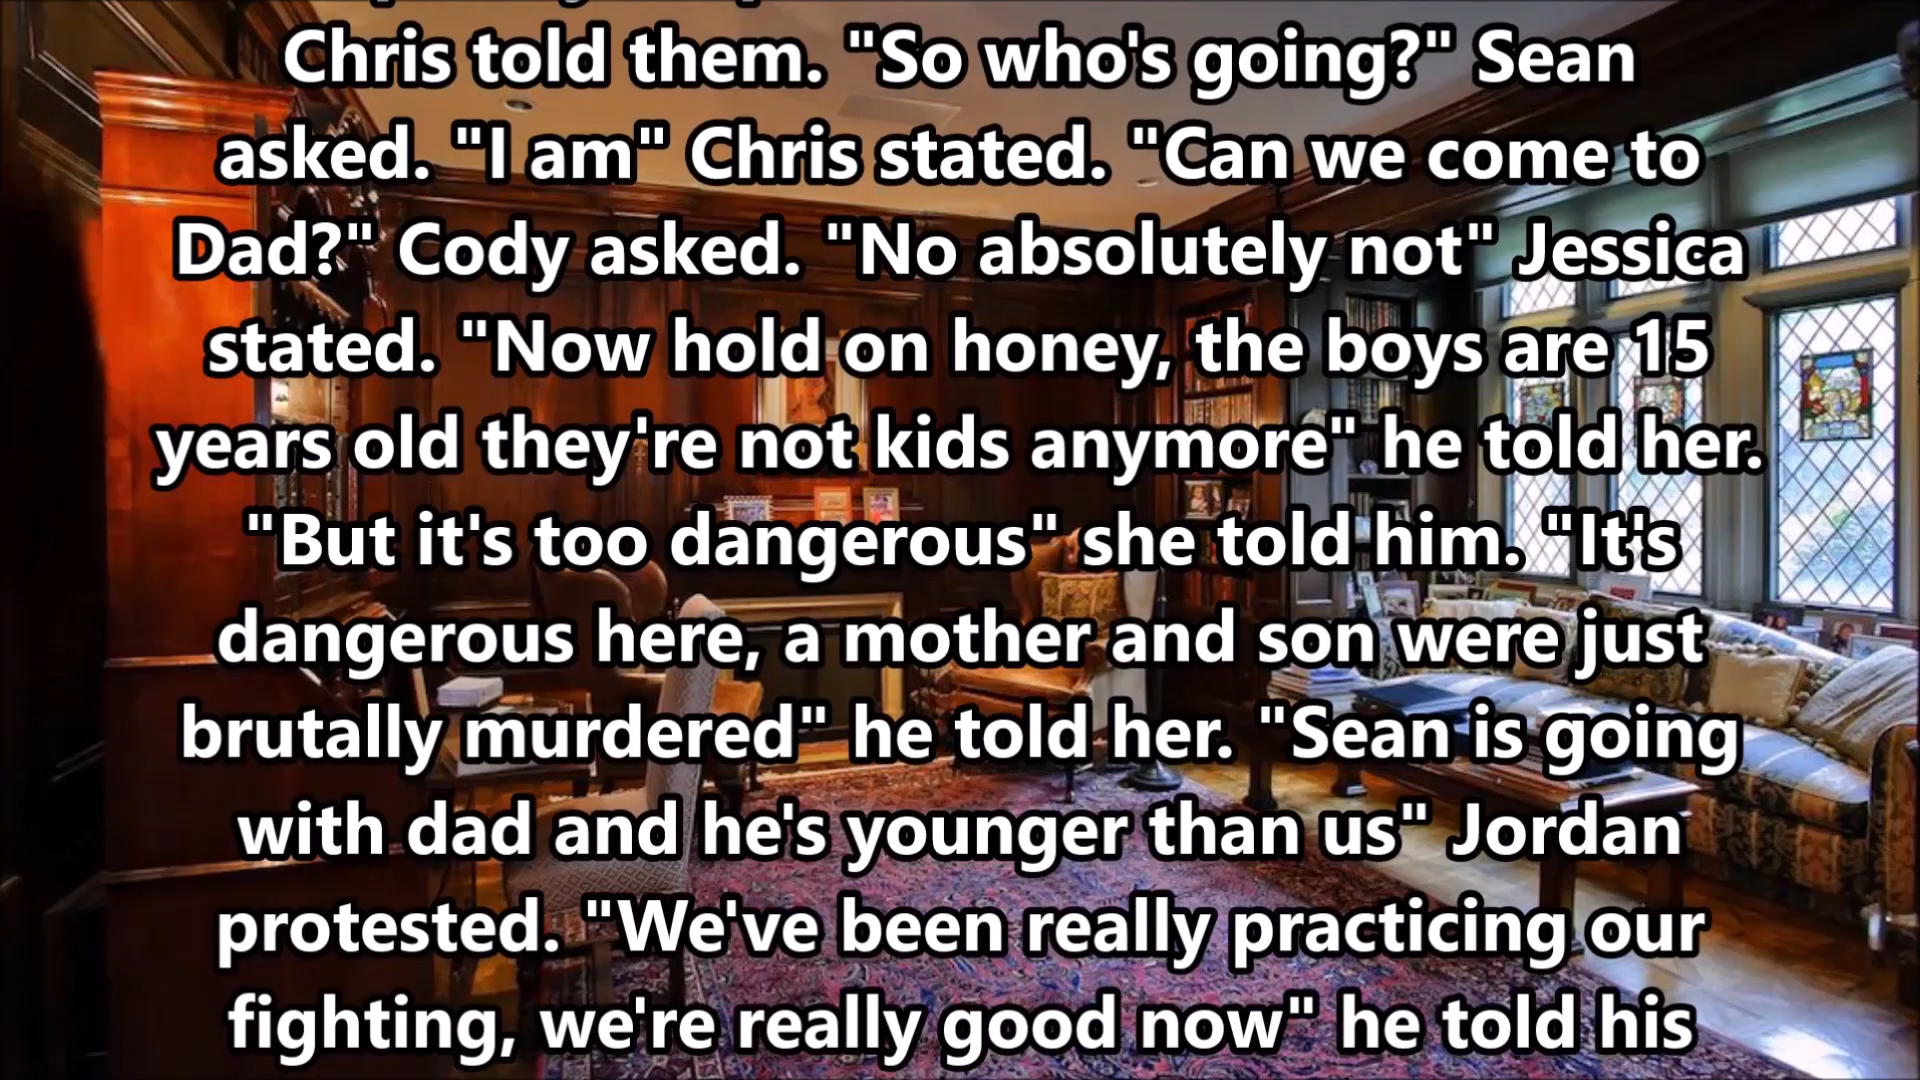 Chris told them. "So who's going?" Sean
asked. "I am" Chris stated. "Can we come to
Dad?" Cody asked. "No absolutely not" Jessica
stated. "Now hold on honey, the boys are 15
years old they're not kids anymore" he told her.
"But it's too dangerous" she told him. "It's
dangerous here, a mother and son were just
brutally murdered" he told her. "Sean is going
with dad and he's younger than us" Jordan
protested. "We've been really practicing our
fighting, we're really good now" he told his